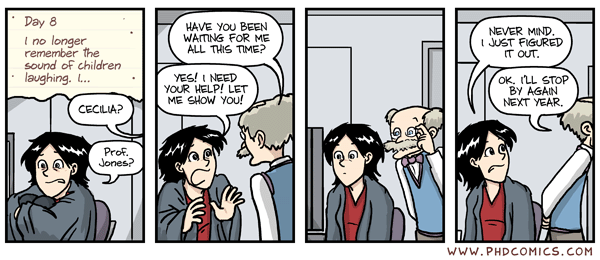 Day 8
I no longer
remember the
sound of children
laughing. I...
CECILIA?
Prof.
Jones?
HAVE YOU BEEN
WAITING FOR ME
ALL THIS TIME?
YES! I NEED
YOUR HELP! LET
ME SHOW YOU!
NEVER MIND.
I JUST FIGURED
IT OUT.
OK. I'LL STOP
BY AGAIN
NEXT YEAR.
WWW.PHDCOMICS.COM